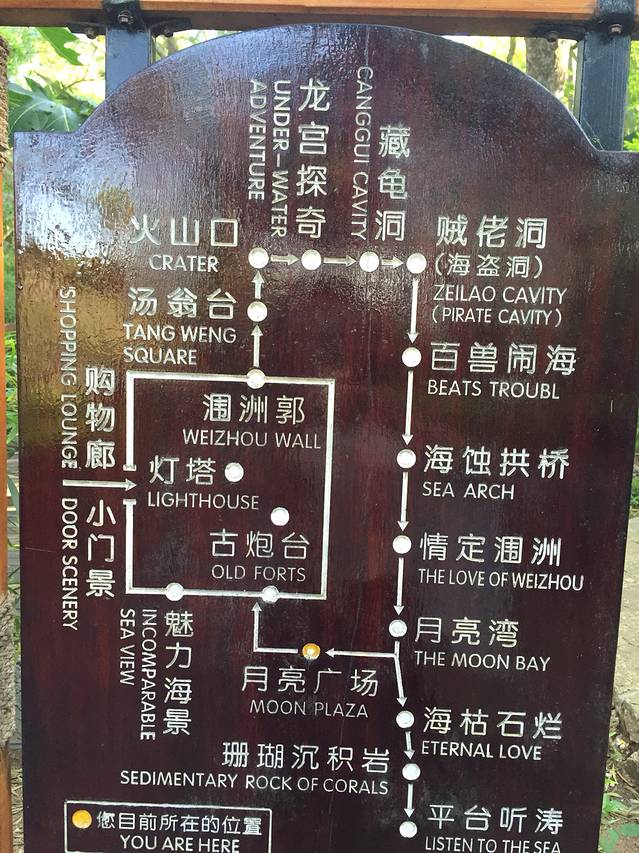 龙宫探奇
UNDER-WATER
ADVENTURE
藏龟洞
CANGGUI CAVITY
火山口
CRATER
贼佬洞
(海盗洞)
ZEILAO CAVITY
(PIRATE CAVITY)
汤翁台
TANG WENG
SQUARE
百兽闹海
BEATS TROUBL
购物廊
SHOPPING LOUNGE
涠洲郭
WEIZHOU WALL
灯塔
LIGHTHOUSE
海蚀拱桥
SEA ARCH
小门景
DOOR SCENERY
古炮台
OLD FORTS
情定涠洲
THE LOVE OF WEIZHOU
魅力海景
INCOMPARABLE
SEA VIEW
月亮湾
THE MOON BAY
月亮广场
MOON PLAZA
海枯石烂
ETERNAL LOVE
珊瑚沉积岩
SEDIMENTARY ROCK OF CORALS
平台听涛
LISTEN TO THE SEA
您目前所在的位置
YOU ARE HERE